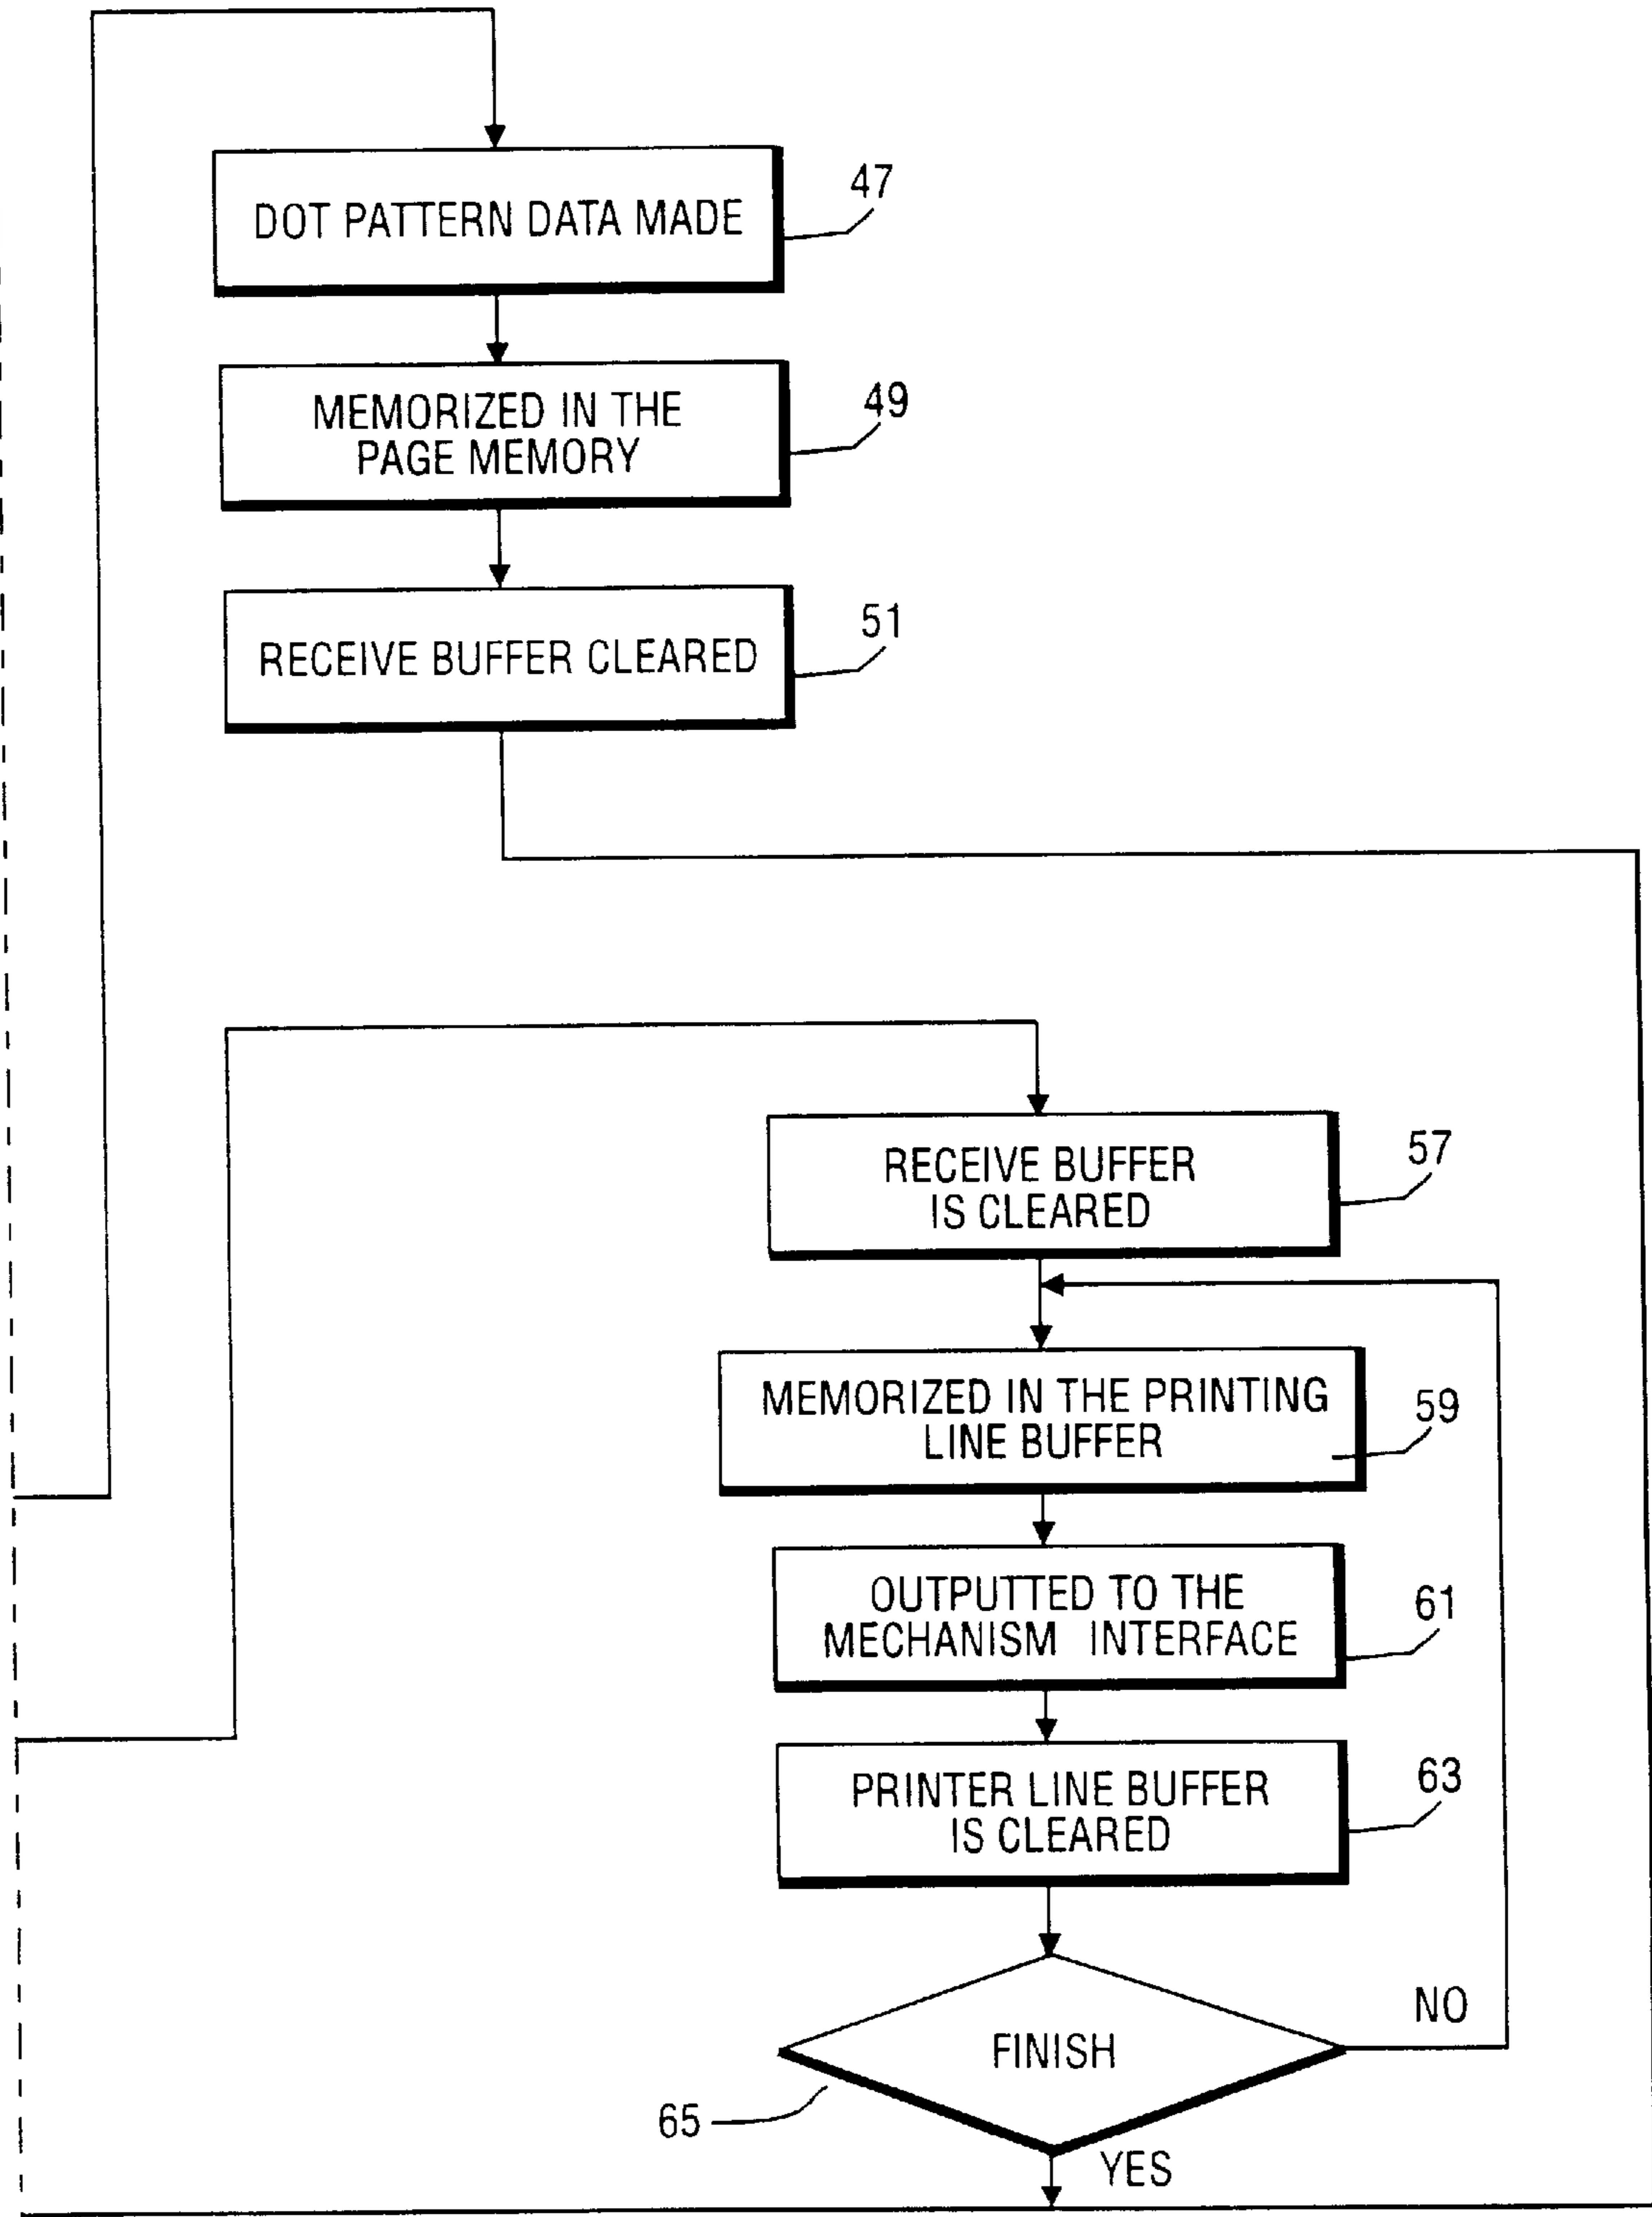 DOT PATTERN DATA MADE
47
MEMORIZED IN THE
PAGE MEMORY
49
RECEIVE BUFFER CLEARED
51
RECEIVE BUFFER
IS CLEARED
57
MEMORIZED IN THE PRINTING
LINE BUFFER
59
OUTPUTTED TO THE
MECHANISM INTERFACE
61
PRINTER LINE BUFFER
IS CLEARED
63
FINISH
NO
65
YES